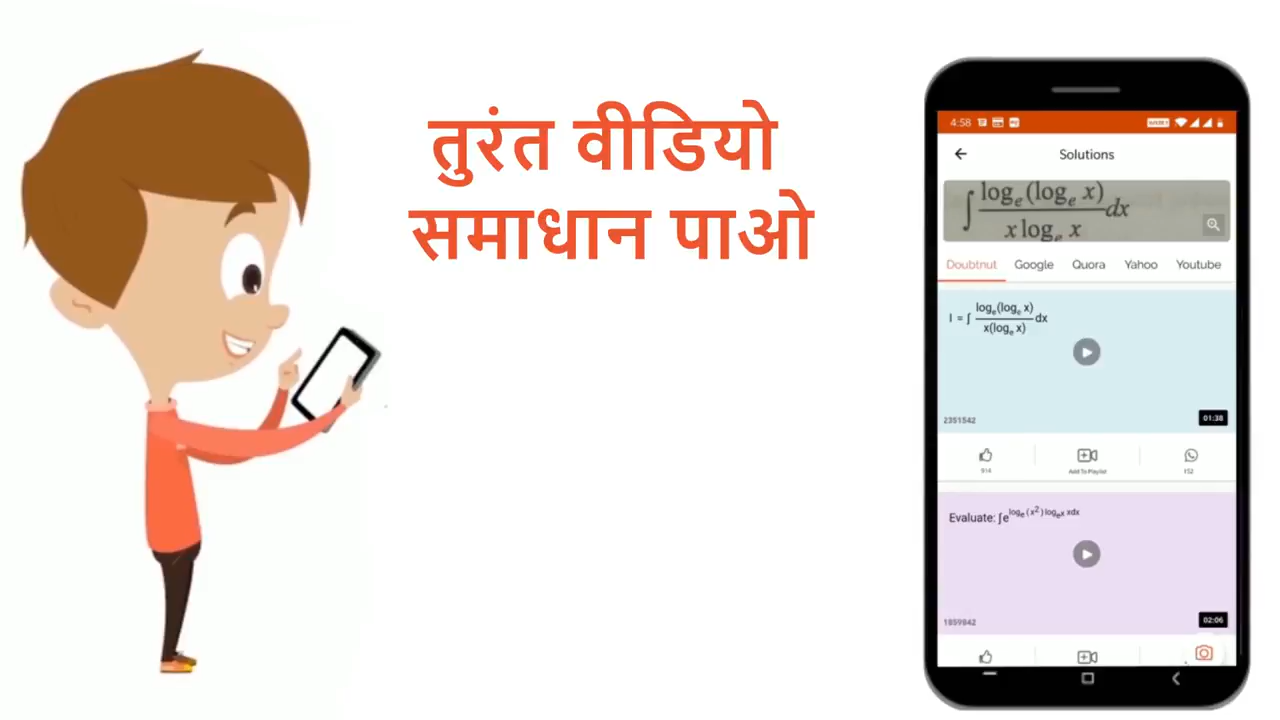 तुरंत वीडियो
समाधान पाओ
4:58
Solutions
∫ logₑ(logₑ x) / x logₑ x dx
Doubtnut Google Quora Yahoo Youtube
I = ∫ logₑ(logₑ x) / x(logₑ x) dx
2351542
01:38
914
Add To Playlist
152
Evaluate: ∫e^logₑ(x²)logₑx xdx
1859842
02:06